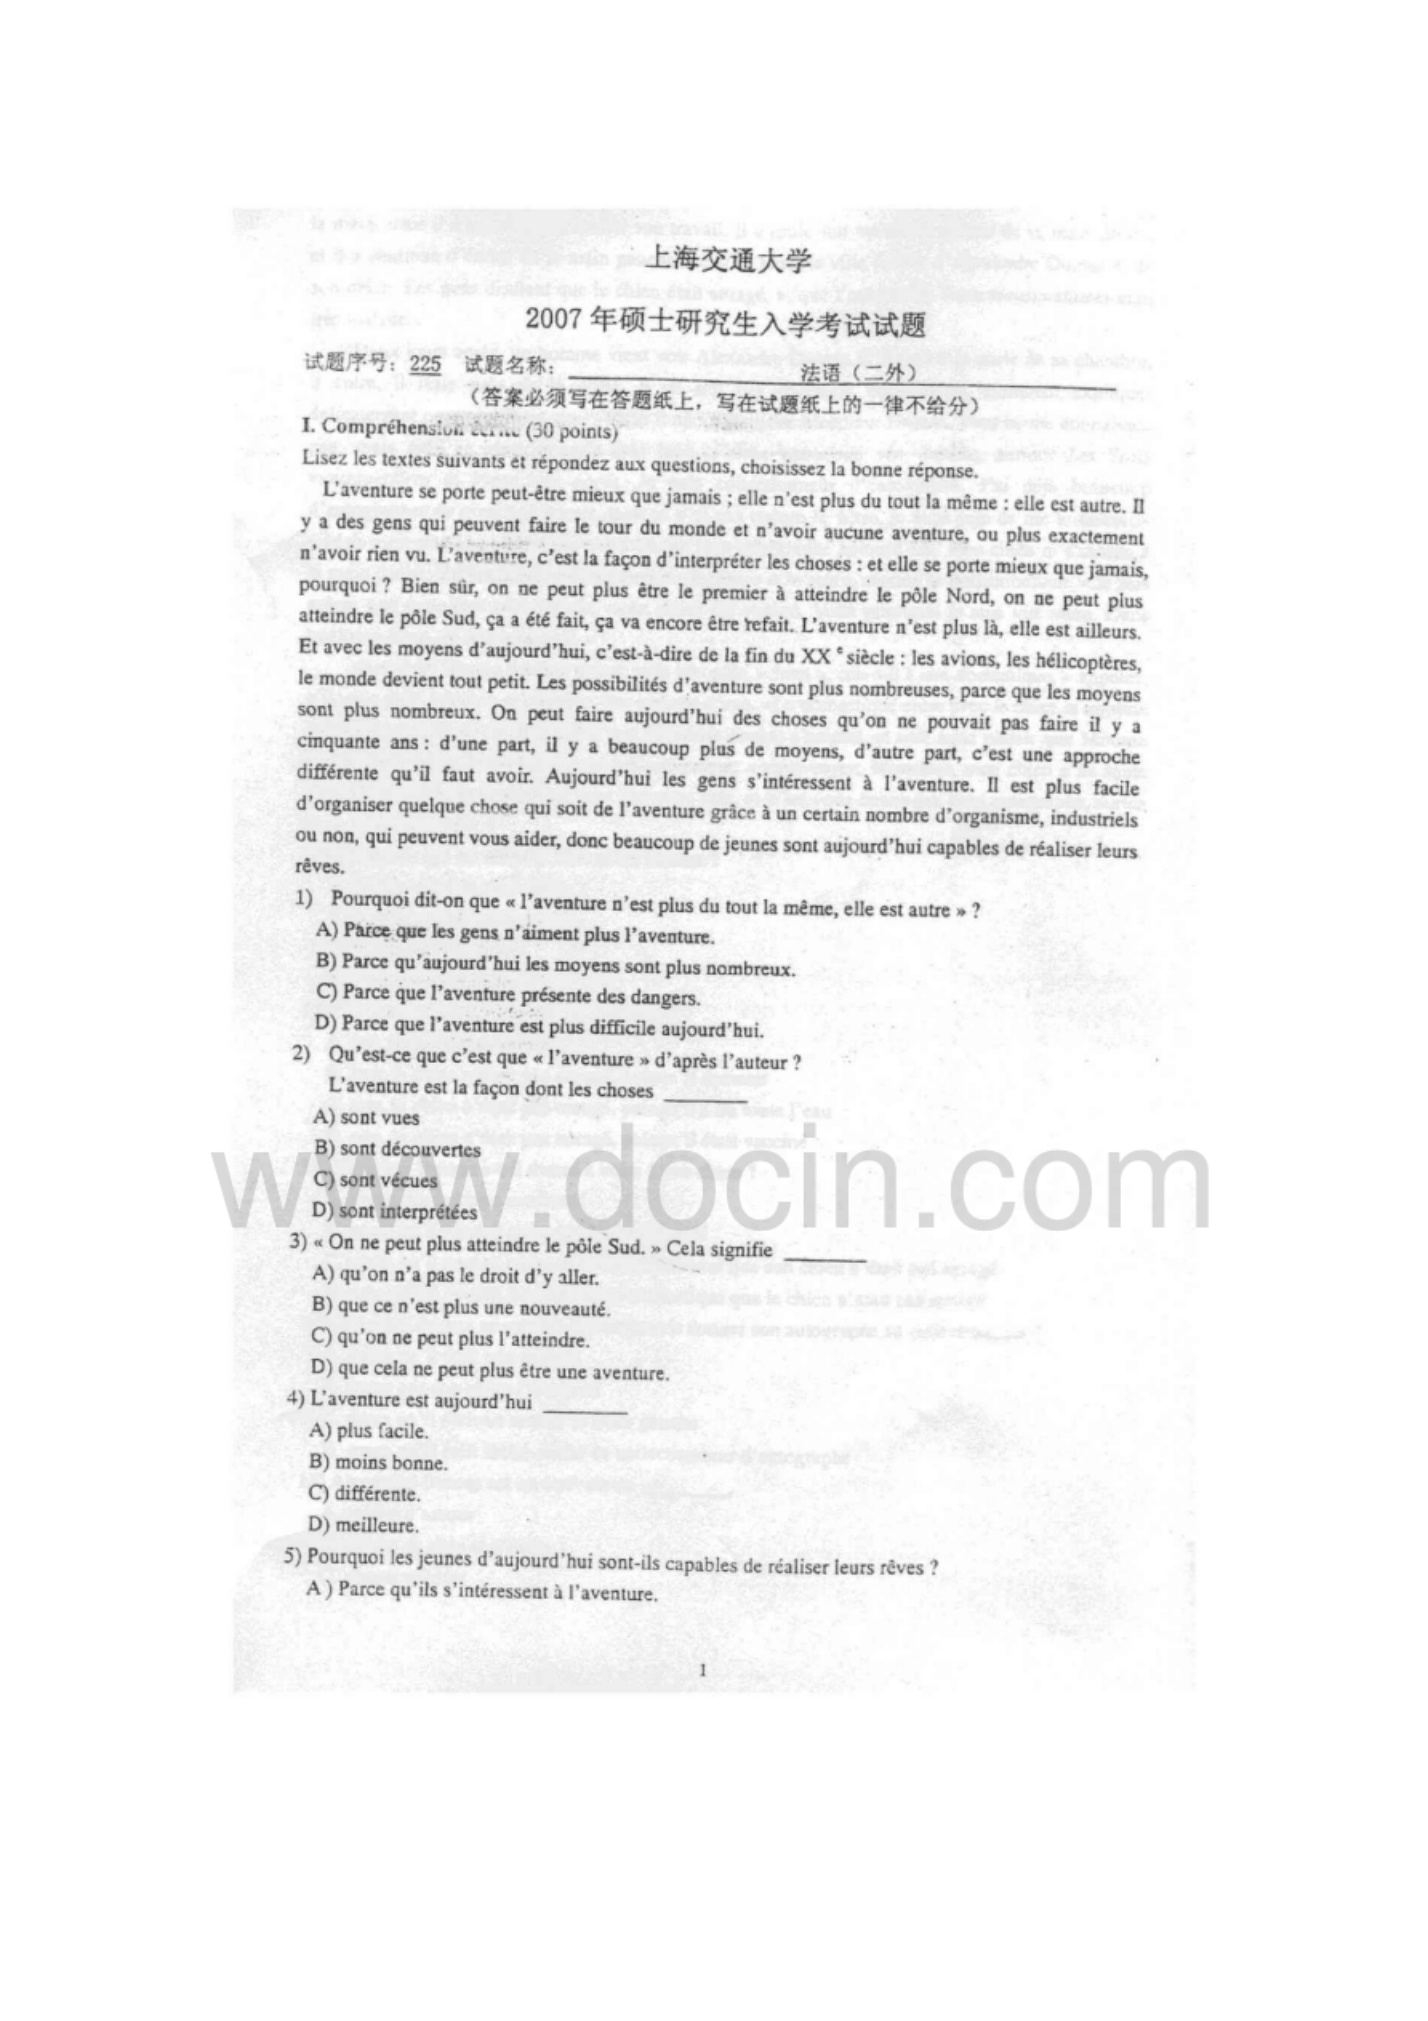 上海交通大学
2007 年硕士研究生入学考试试题
试题序号：225 试题名称： 法语（二外）
（答案必须写在答题纸上，写在试题纸上的一律不给分）
I. Compréhension (30 points)
Lisez les textes suivants et répondez aux questions, choisissez la bonne réponse.
L’aventure se porte peut-être mieux que jamais ; elle n’est plus du tout la même : elle est autre. Il
y a des gens qui peuvent faire le tour du monde et n’avoir aucune aventure, ou plus exactement
n’avoir rien vu. L’aventure, c’est la façon d’interpréter les choses : et elle se porte mieux que jamais,
pourquoi ? Bien sûr, on ne peut plus être le premier à atteindre le pôle Nord, on ne peut plus
atteindre le pôle Sud, ça a été fait, ça va encore être refait. L’aventure n’est plus là, elle est ailleurs.
Et avec les moyens d’aujourd’hui, c’est-à-dire de la fin du XX e siècle : les avions, les hélicoptères,
le monde devient tout petit. Les possibilités d’aventure sont plus nombreuses, parce que les moyens
sont plus nombreux. On peut faire aujourd’hui des choses qu’on ne pouvait pas faire il y a
cinquante ans : d’une part, il y a beaucoup plus de moyens, d’autre part, c’est une approche
différente qu’il faut avoir. Aujourd’hui les gens s’intéressent à l’aventure. Il est plus facile
d’organiser quelque chose qui soit de l’aventure grâce à un certain nombre d’organisme, industriels
ou non, qui peuvent vous aider, donc beaucoup de jeunes sont aujourd’hui capables de réaliser leurs
rêves.
1) Pourquoi dit-on que « l’aventure n’est plus du tout la même, elle est autre » ?
A) Parce que les gens n’aiment plus l’aventure.
B) Parce qu’aujourd’hui les moyens sont plus nombreux.
C) Parce que l’aventure présente des dangers.
D) Parce que l’aventure est plus difficile aujourd’hui.
2) Qu’est-ce que c’est que « l’aventure » d’après l’auteur ?
L’aventure est la façon dont les choses ________
A) sont vues
B) sont découvertes
C) sont vécues
D) sont interprétées
www.docin.com
3) « On ne peut plus atteindre le pôle Sud. » Cela signifie ________
A) qu’on n’a pas le droit d’y aller.
B) que ce n’est plus une nouveauté.
C) qu’on ne peut plus l’atteindre.
D) que cela ne peut plus être une aventure.
4) L’aventure est aujourd’hui ________
A) plus facile.
B) moins bonne.
C) différente.
D) meilleure.
5) Pourquoi les jeunes d’aujourd’hui sont-ils capables de réaliser leurs rêves ?
A ) Parce qu’ils s’intéressent à l’aventure.
1